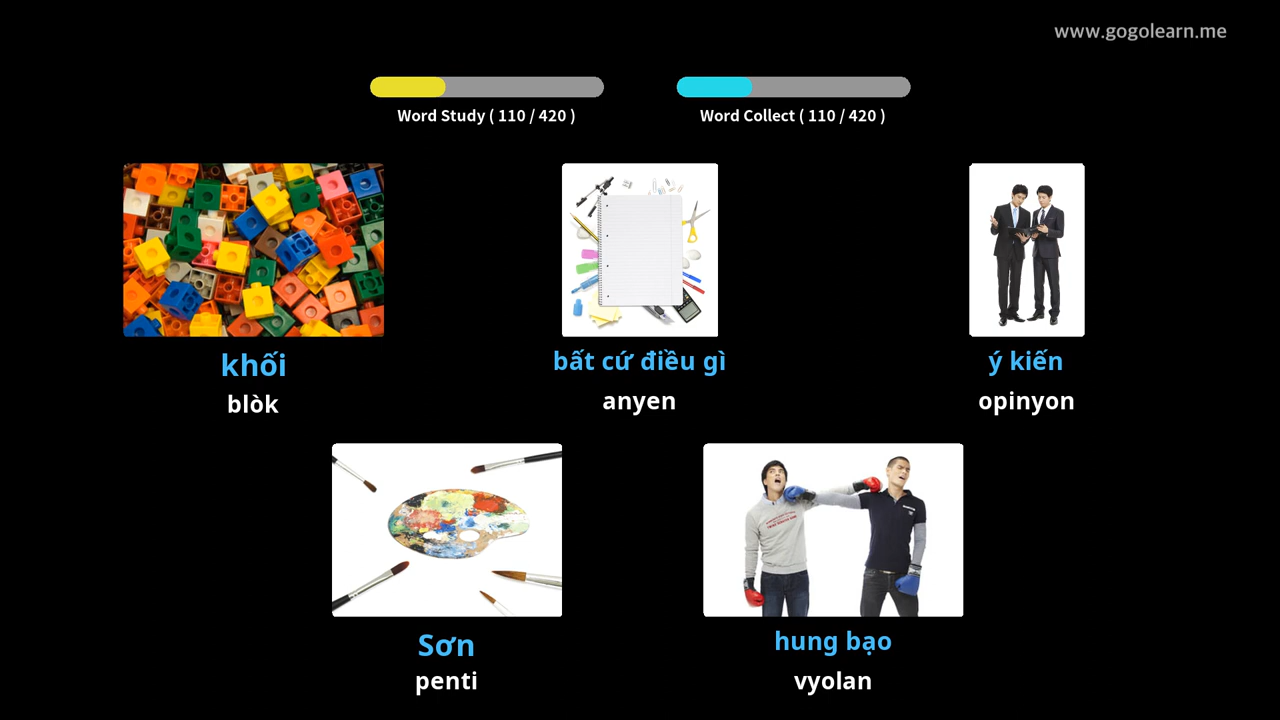 www.gogolearn.me
Word Study ( 110 / 420 )
Word Collect ( 110 / 420 )
khối
blòk
bất cứ điều gì
anyen
ý kiến
opinyon
Sơn
penti
hung bạo
vyolan